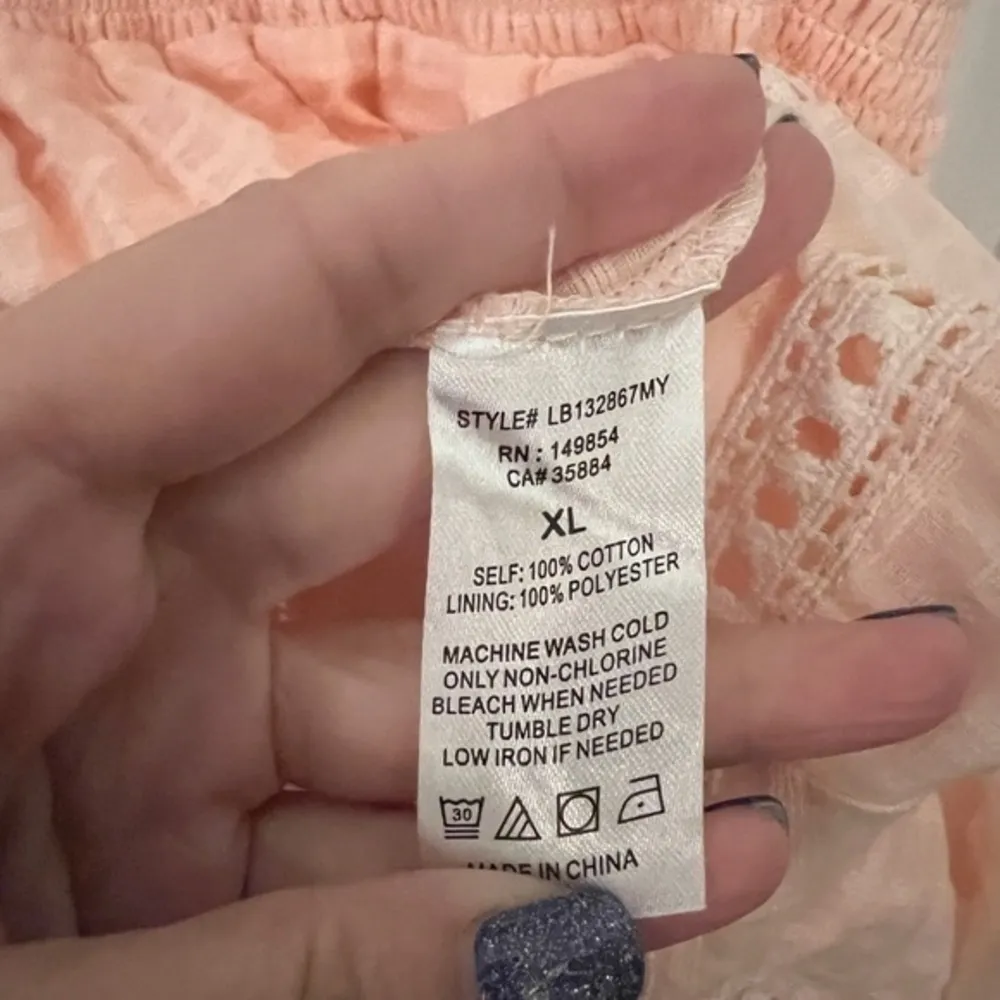 STYLE# LB132867MY
RN : 149854
CA# 35884
XL
SELF: 100% COTTON
LINING: 100% POLYESTER
MACHINE WASH COLD
ONLY NON-CHLORINE
BLEACH WHEN NEEDED
TUMBLE DRY
LOW IRON IF NEEDED
30
MADE IN CHINA